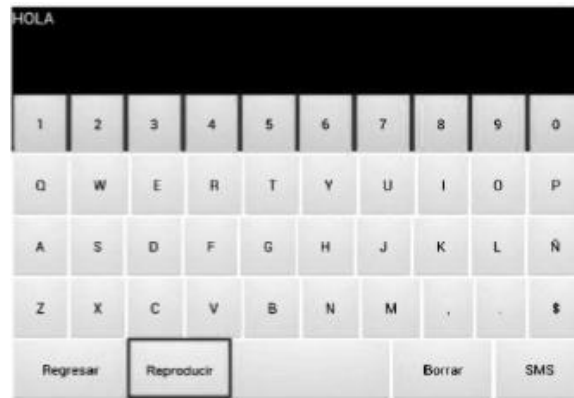 HOLA
1 2 3 4 5 6 7 8 9 0
Q W E R T Y U I O P
A S D F G H J K L Ñ
Z X C V B N M , . $
Regresar Reproducir Borrar SMS